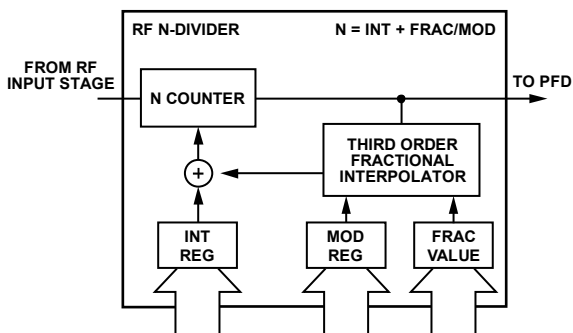 RF N-DIVIDER
N = INT + FRAC/MOD
FROM RF
INPUT STAGE
TO PFD
N COUNTER
THIRD ORDER
FRACTIONAL
INTERPOLATOR
+
INT
REG
MOD
REG
FRAC
VALUE